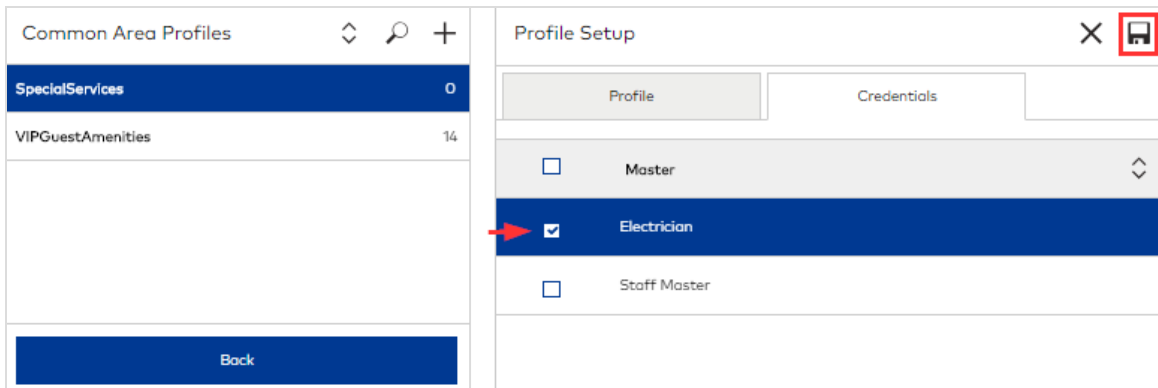 Common Area Profiles
SpecialServices 0
VIPGuestAmenities 14
Back
Profile Setup
Profile Credentials
Master
Electrician
Staff Master